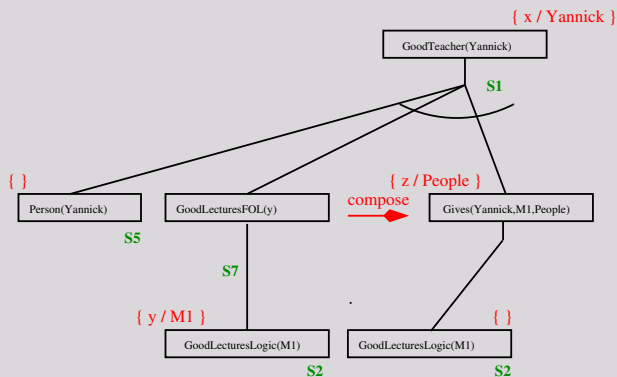 { x / Yannick }
GoodTeacher(Yannick)
S1
{ }
{ z / People }
compose
Person(Yannick)
GoodLecturesFOL(y)
Gives(Yannick,M1,People)
S5
S7
{ y / M1 }
{ }
GoodLecturesLogic(M1)
GoodLecturesLogic(M1)
S2
S2